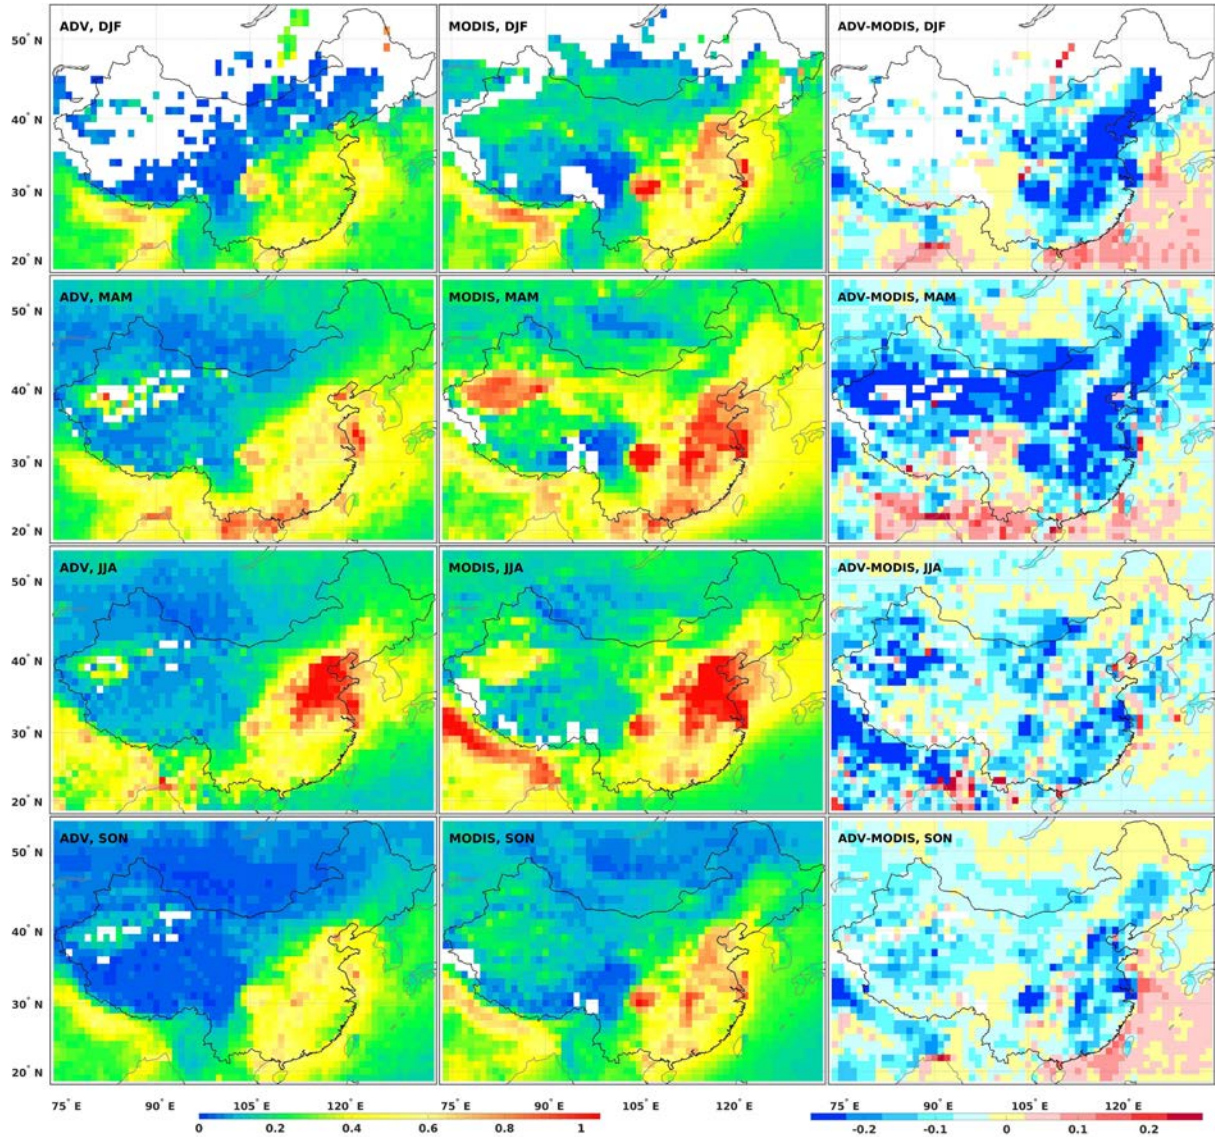 ADV, DJF MODIS, DJF ADV-MODIS, DJF
50° N
40° N
30° N
20° N
ADV, MAM MODIS, MAM ADV-MODIS, MAM
50° N
40° N
30° N
20° N
ADV, JJA MODIS, JJA ADV-MODIS, JJA
50° N
40° N
30° N
20° N
ADV, SON MODIS, SON ADV-MODIS, SON
50° N
40° N
30° N
20° N
75° E 90° E 105° E 120° E 75° E 90° E 105° E 120° E 75° E 90° E 105° E 120° E
0 0.2 0.4 0.6 0.8 1 -0.2 -0.1 0 0.1 0.2